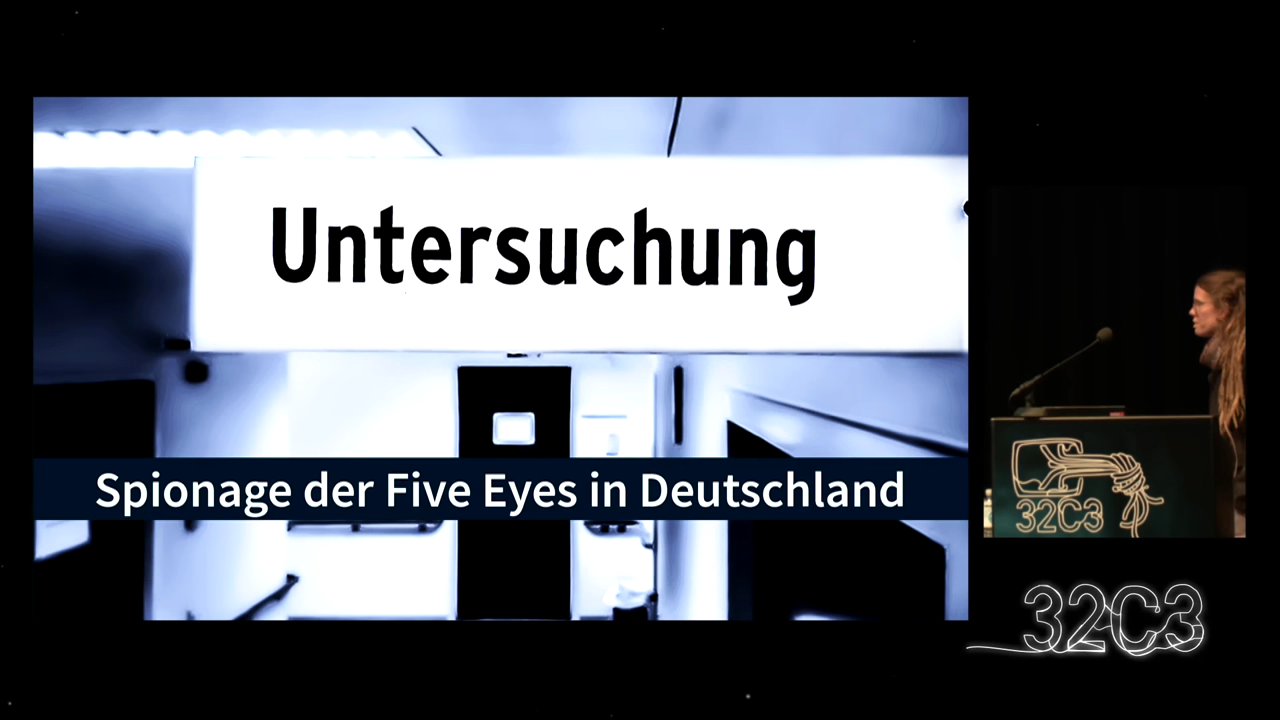 Untersuchung
Spionage der Five Eyes in Deutschland
32C3
32C3